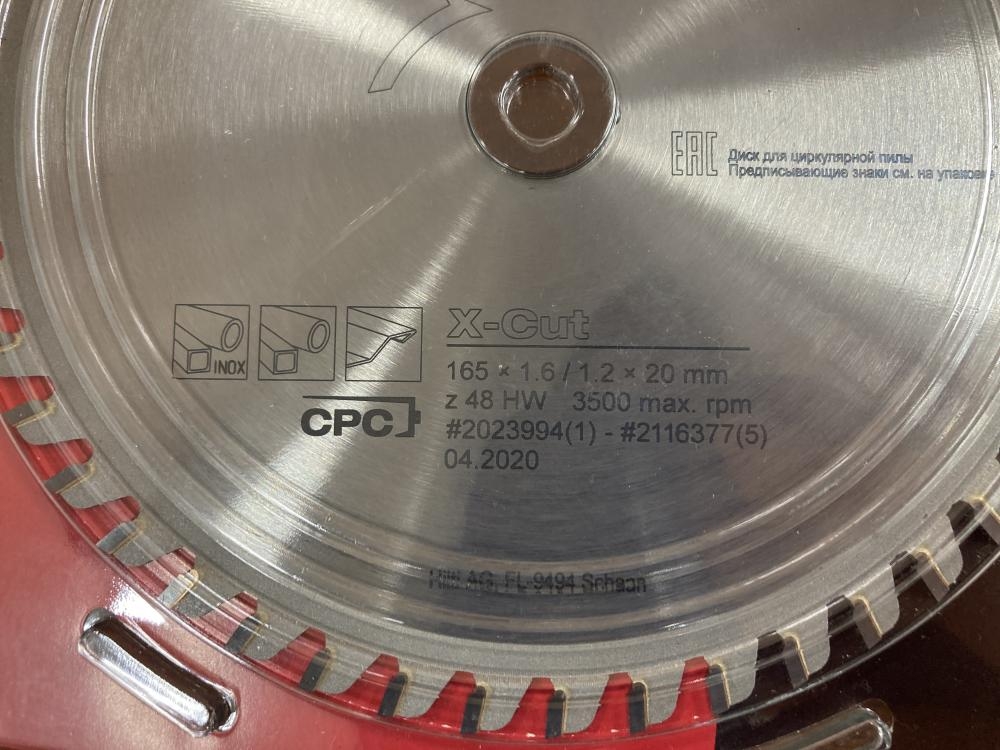 EAC
Диск для циркулярной пилы
Предписывающие знаки см. на упаковке
INOX
X-Cut
165 × 1.6 / 1.2 × 20 mm
z 48 HW 3500 max. rpm
CPC
#2023994(1) - #2116377(5)
04.2020
Hilti AG, FL-9494 Schaan